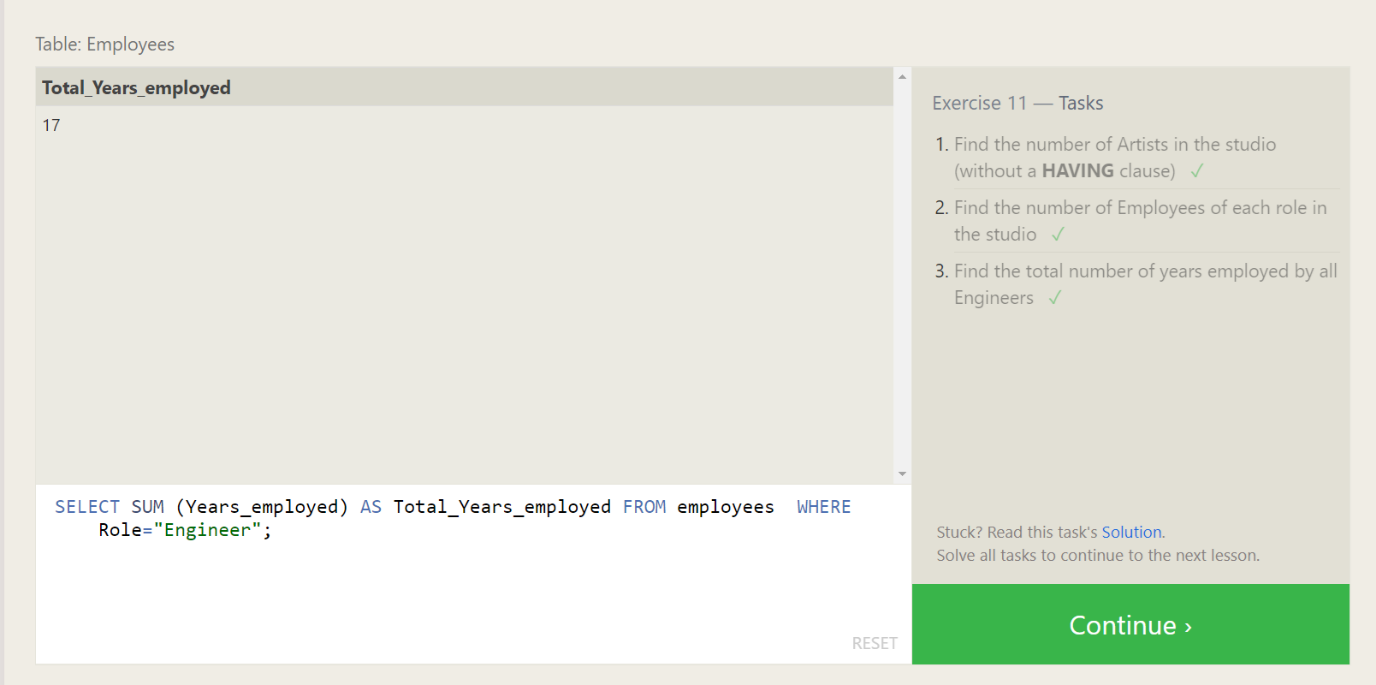 Table: Employees
Total_Years_employed
17
Exercise 11 — Tasks
1. Find the number of Artists in the studio
(without a HAVING clause) ✓
2. Find the number of Employees of each role in
the studio ✓
3. Find the total number of years employed by all
Engineers ✓
SELECT SUM (Years_employed) AS Total_Years_employed FROM employees  WHERE
Role="Engineer";
RESET
Stuck? Read this task's Solution.
Solve all tasks to continue to the next lesson.
Continue ›